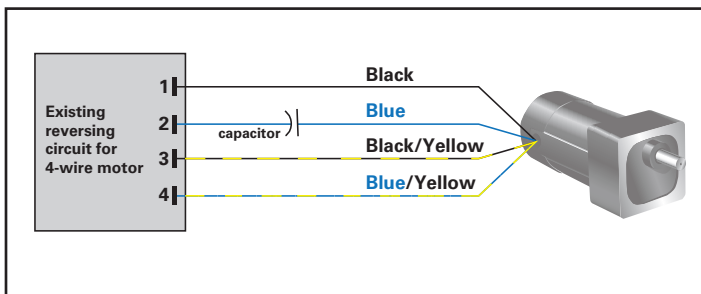 Existing
reversing
circuit for
4-wire motor
1
Black
2
capacitor
Blue
3
Black/Yellow
4
Blue/Yellow